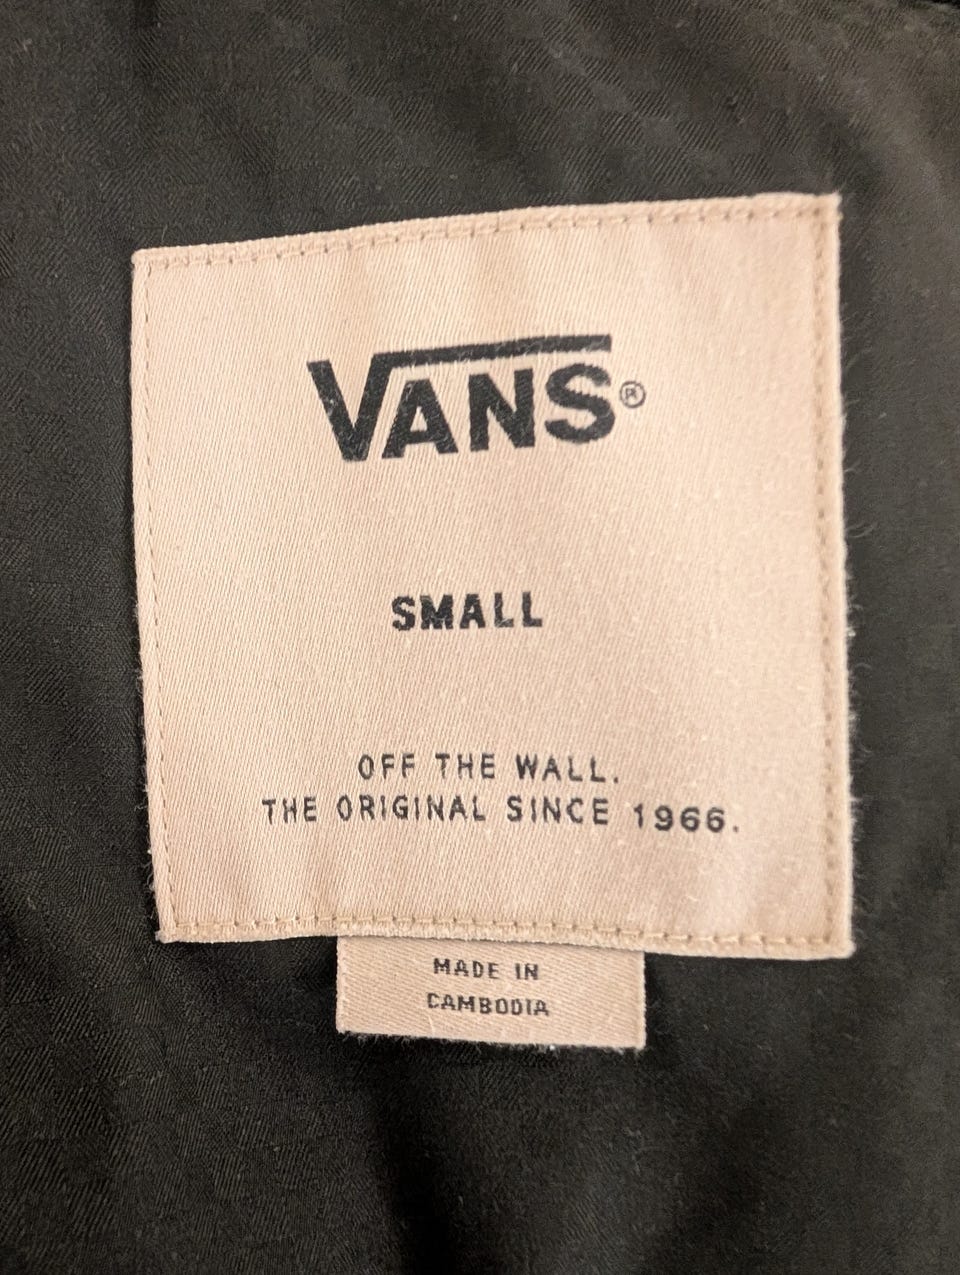 VANS®
SMALL
OFF THE WALL.
THE ORIGINAL SINCE 1966.
MADE IN
CAMBODIA